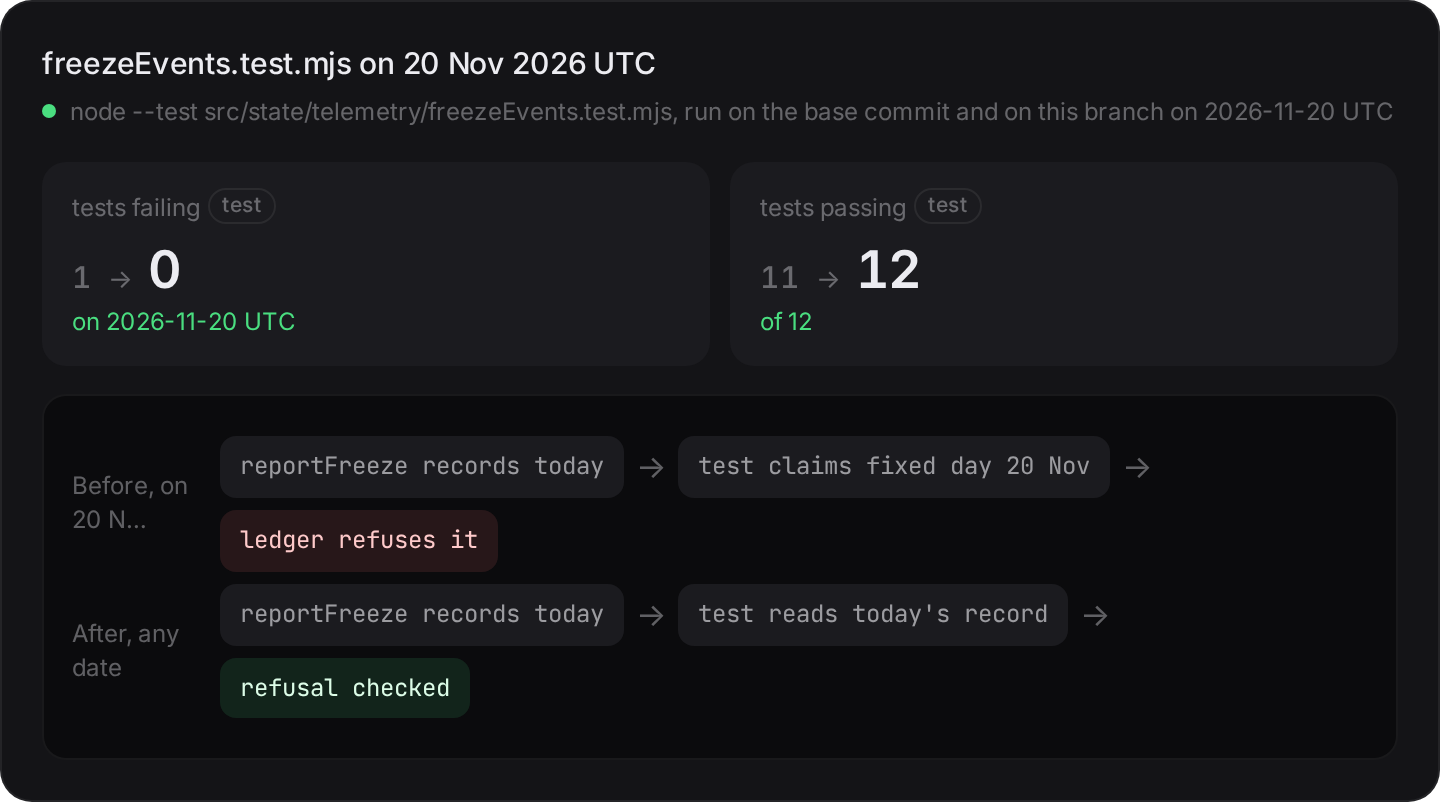 freezeEvents.test.mjs on 20 Nov 2026 UTC
node --test src/state/telemetry/freezeEvents.test.mjs, run on the base commit and on this branch on 2026-11-20 UTC
tests failing test
1 → 0
on 2026-11-20 UTC
tests passing test
11 → 12
of 12
Before, on
20 N...
reportFreeze records today → test claims fixed day 20 Nov →
ledger refuses it
After, any
date
reportFreeze records today → test reads today's record →
refusal checked